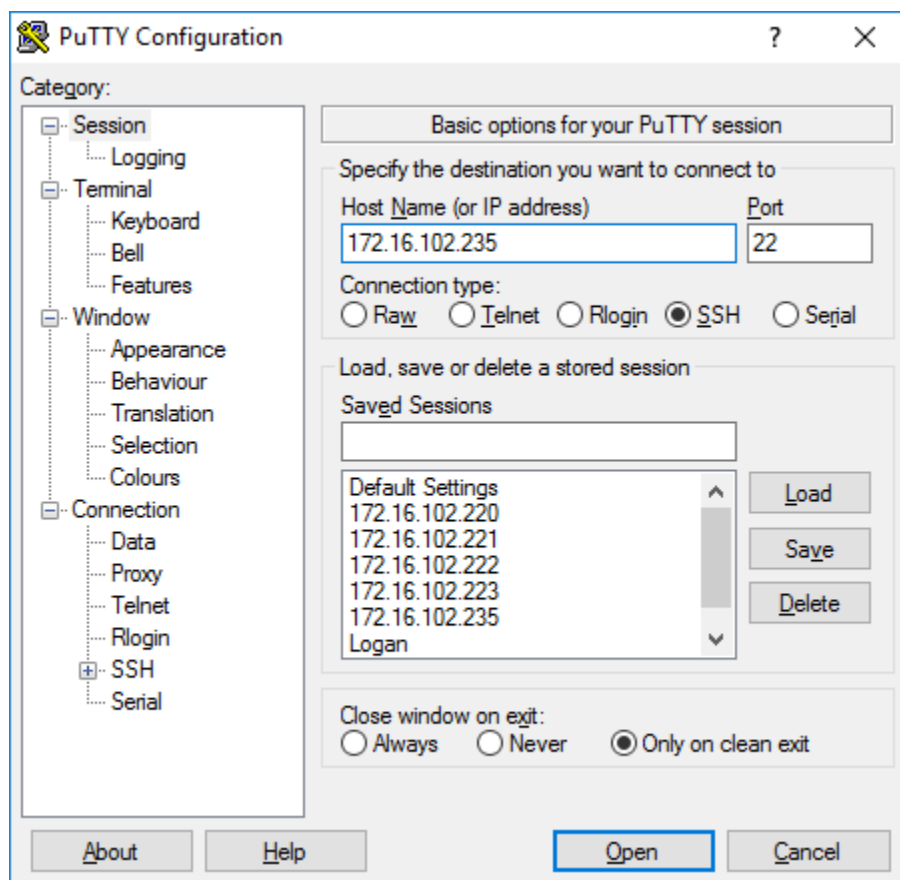 PuTTY Configuration
?
Category:
Session
Logging
Terminal
Keyboard
Bell
Features
Window
Appearance
Behaviour
Translation
Selection
Colours
Connection
Data
Proxy
Telnet
Rlogin
SSH
Serial
Basic options for your PuTTY session
Specify the destination you want to connect to
Host Name (or IP address) Port
172.16.102.235 22
Connection type:
Raw Telnet Rlogin SSH Serial
Load, save or delete a stored session
Saved Sessions
Default Settings
172.16.102.220
172.16.102.221
172.16.102.222
172.16.102.223
172.16.102.235
Logan
Load
Save
Delete
Close window on exit:
Always Never Only on clean exit
About Help Open Cancel